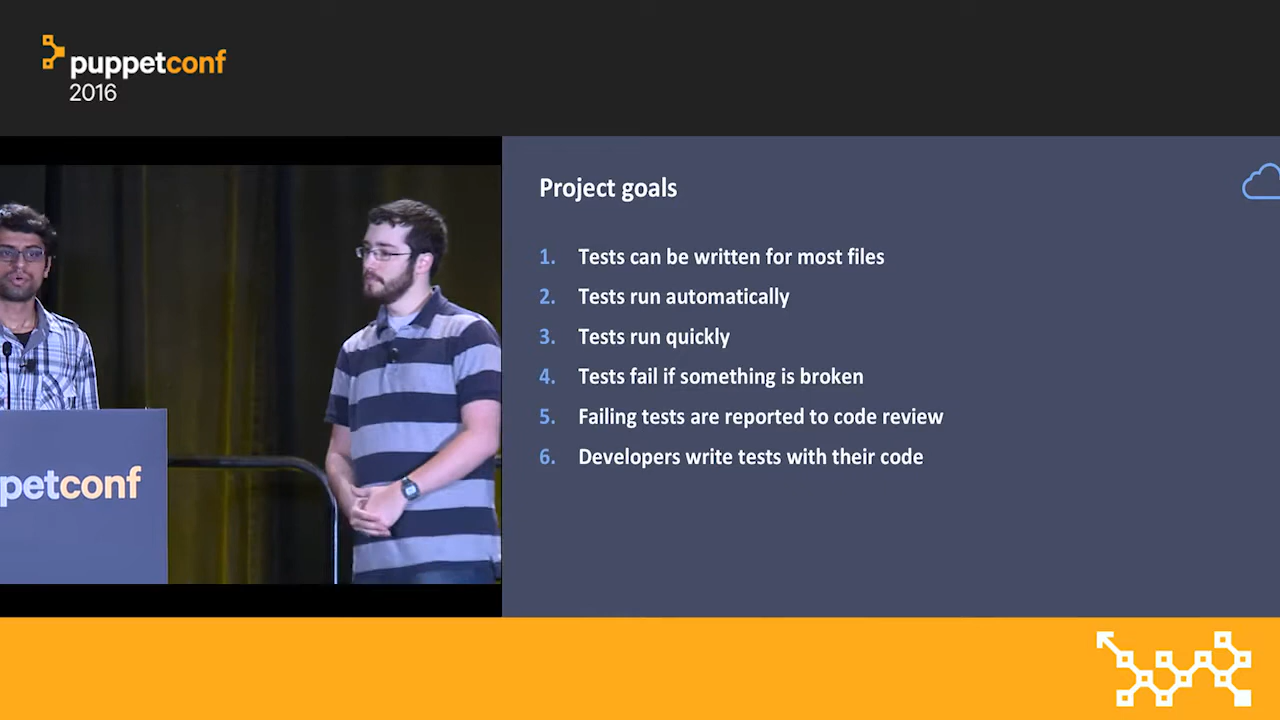 puppetconf
2016
Project goals
1. Tests can be written for most files
2. Tests run automatically
3. Tests run quickly
4. Tests fail if something is broken
5. Failing tests are reported to code review
6. Developers write tests with their code
petconf